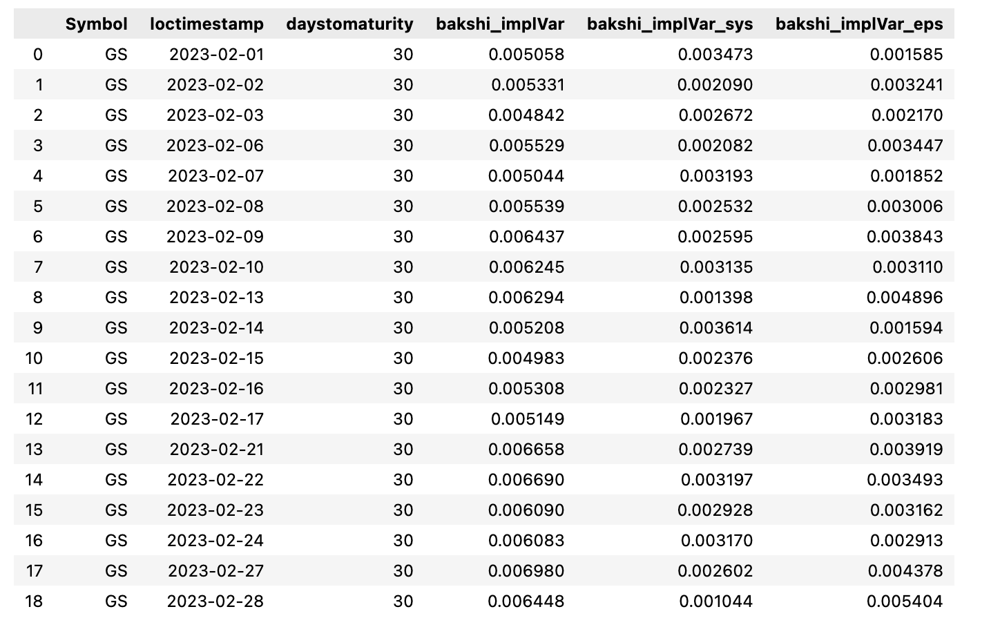 Symbol loctimestamp daystomaturity bakshi_implVar bakshi_implVar_sys bakshi_implVar_eps
0 GS 2023-02-01 30 0.005058 0.003473 0.001585
1 GS 2023-02-02 30 0.005331 0.002090 0.003241
2 GS 2023-02-03 30 0.004842 0.002672 0.002170
3 GS 2023-02-06 30 0.005529 0.002082 0.003447
4 GS 2023-02-07 30 0.005044 0.003193 0.001852
5 GS 2023-02-08 30 0.005539 0.002532 0.003006
6 GS 2023-02-09 30 0.006437 0.002595 0.003843
7 GS 2023-02-10 30 0.006245 0.003135 0.003110
8 GS 2023-02-13 30 0.006294 0.001398 0.004896
9 GS 2023-02-14 30 0.005208 0.003614 0.001594
10 GS 2023-02-15 30 0.004983 0.002376 0.002606
11 GS 2023-02-16 30 0.005308 0.002327 0.002981
12 GS 2023-02-17 30 0.005149 0.001967 0.003183
13 GS 2023-02-21 30 0.006658 0.002739 0.003919
14 GS 2023-02-22 30 0.006690 0.003197 0.003493
15 GS 2023-02-23 30 0.006090 0.002928 0.003162
16 GS 2023-02-24 30 0.006083 0.003170 0.002913
17 GS 2023-02-27 30 0.006980 0.002602 0.004378
18 GS 2023-02-28 30 0.006448 0.001044 0.005404